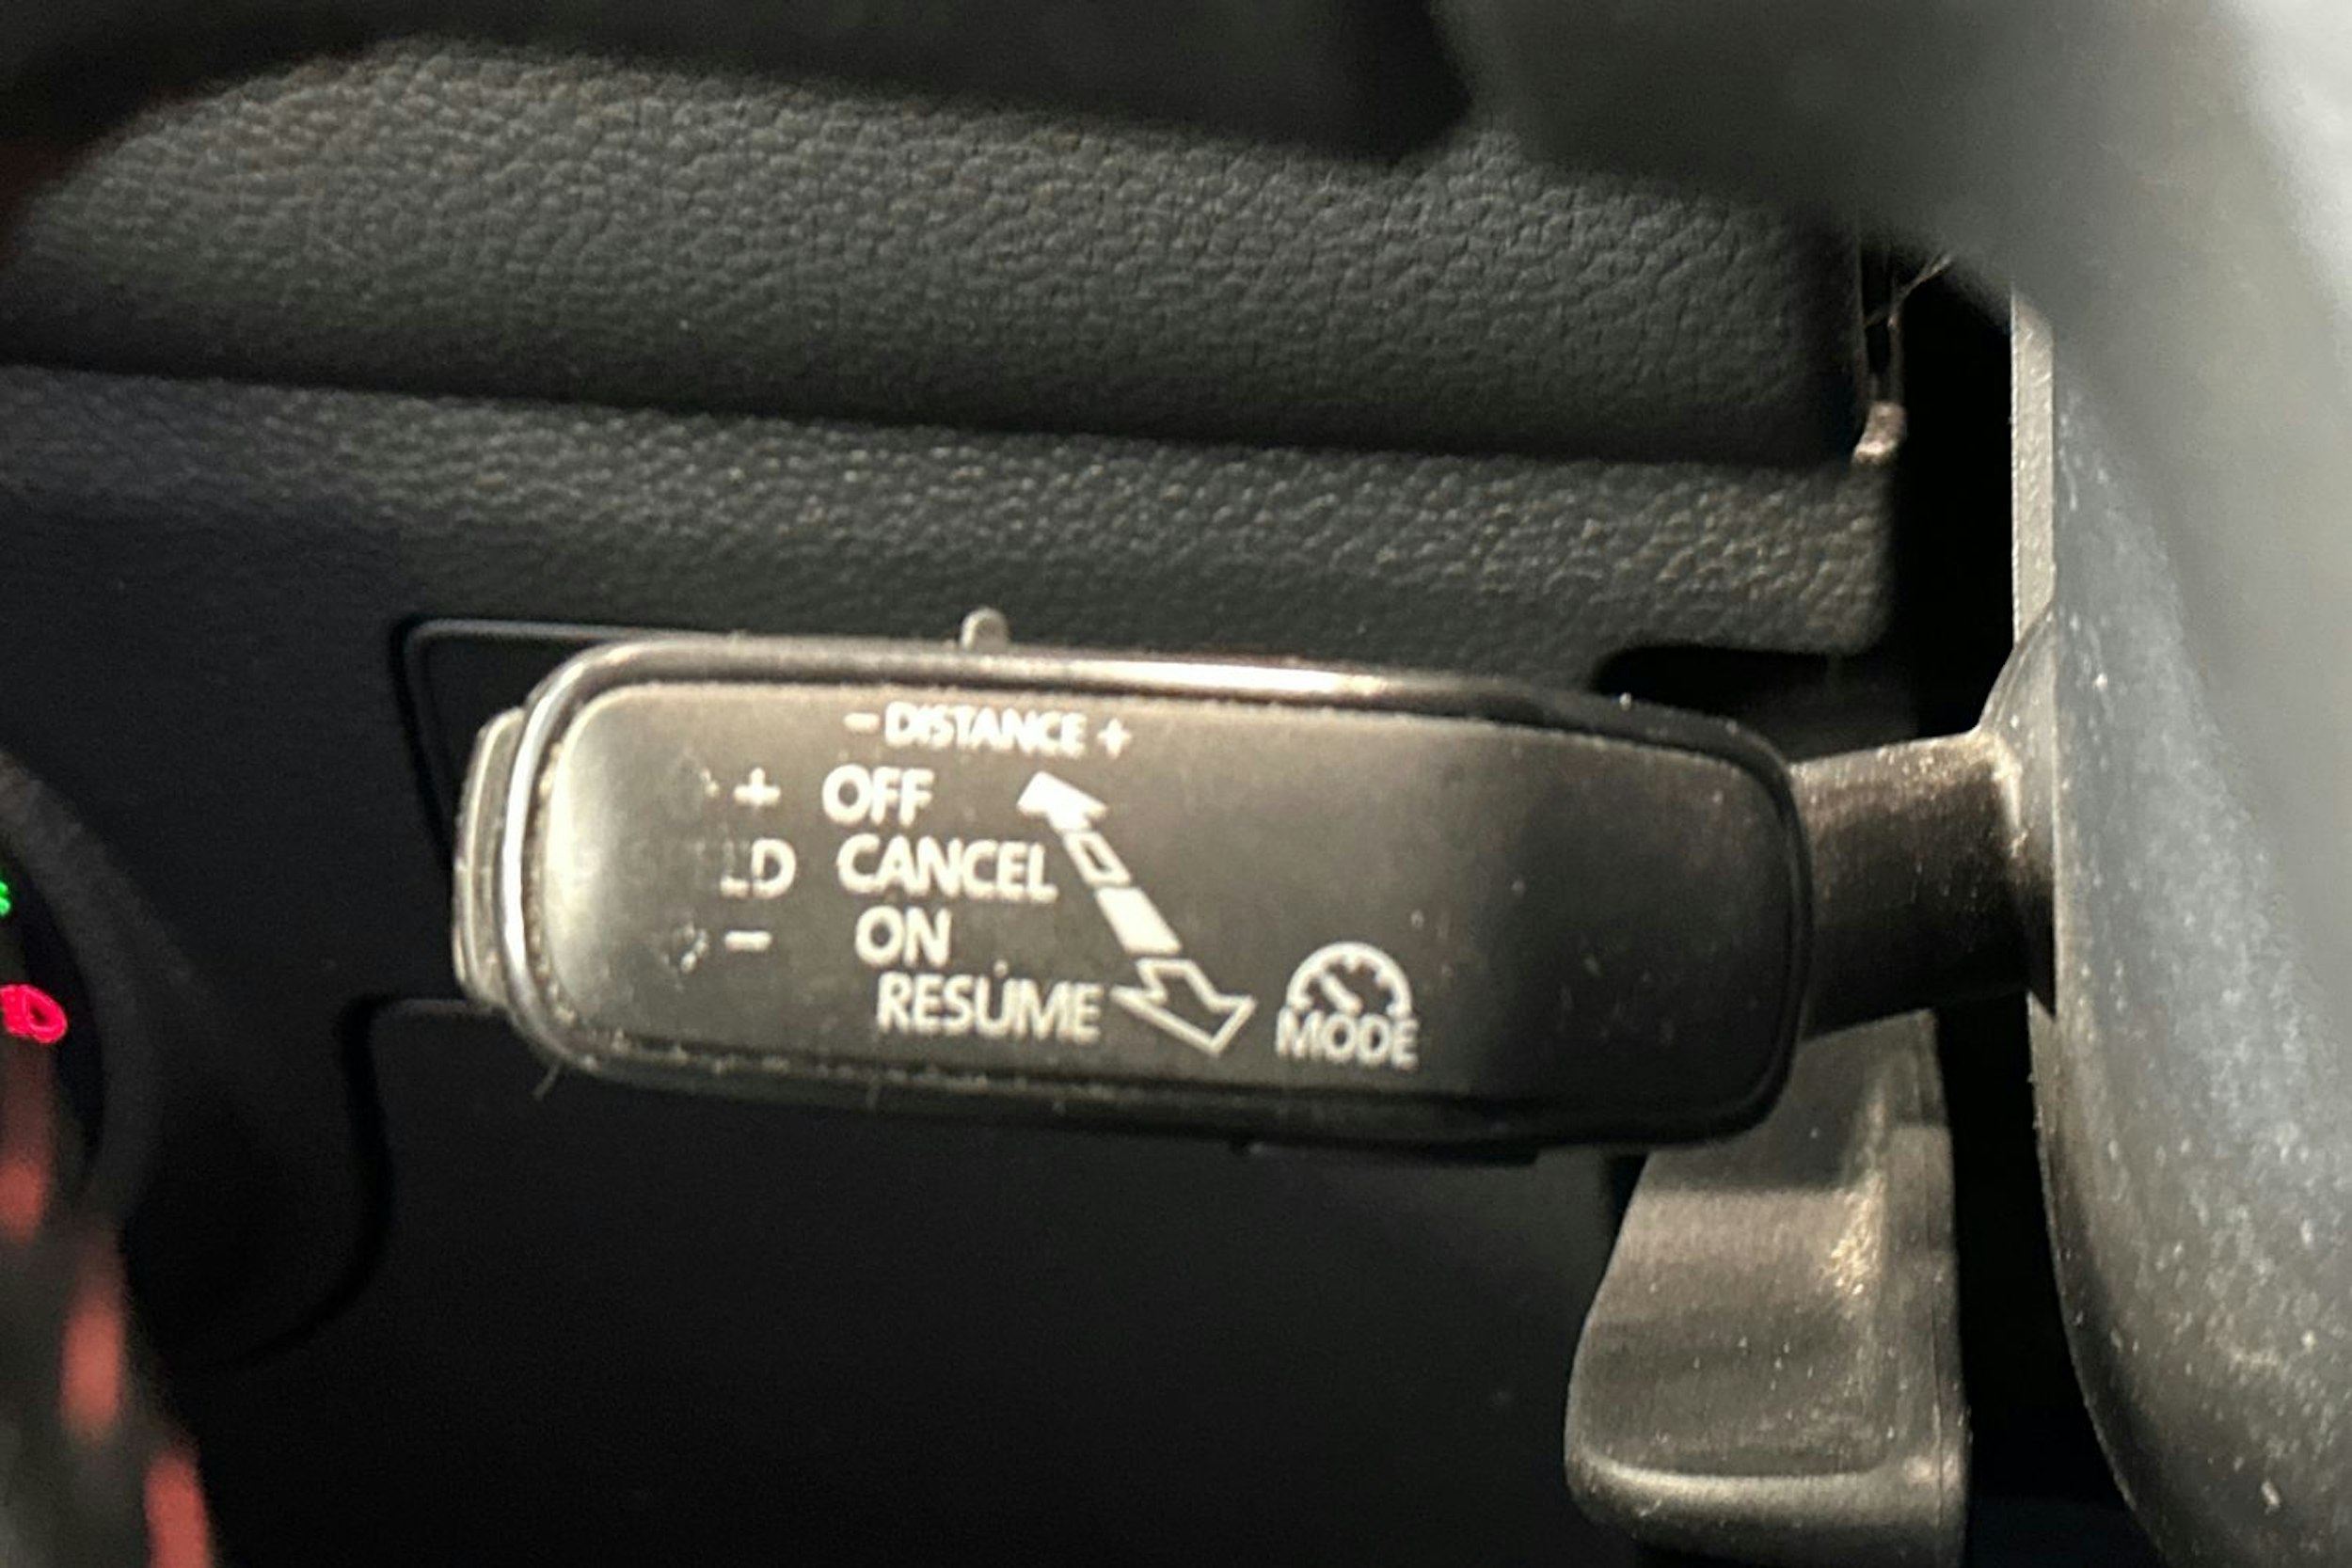 - DISTANCE +
+ OFF
LD CANCEL
- ON
RESUME
MODE